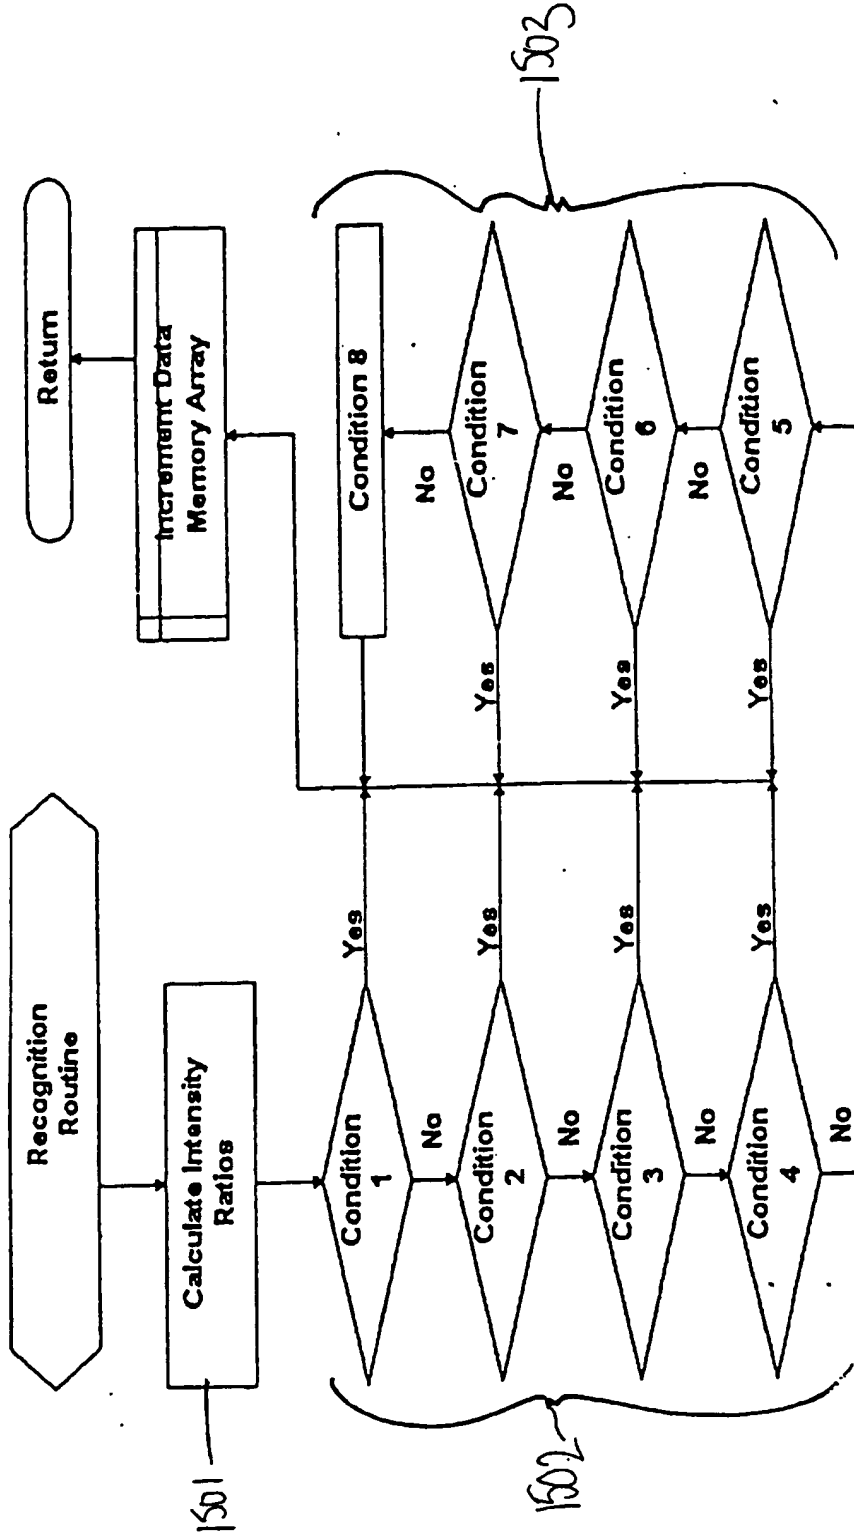 Recognition
Routine
Calculate Intensity
Ratios
1501
Condition
1
Yes
No
Condition
2
Yes
No
Condition
3
Yes
No
Condition
4
Yes
No
1502
Return
Increment Data
Memory Array
Condition 8
No
Condition
7
Yes
No
Condition
6
Yes
No
Condition
5
Yes
1503